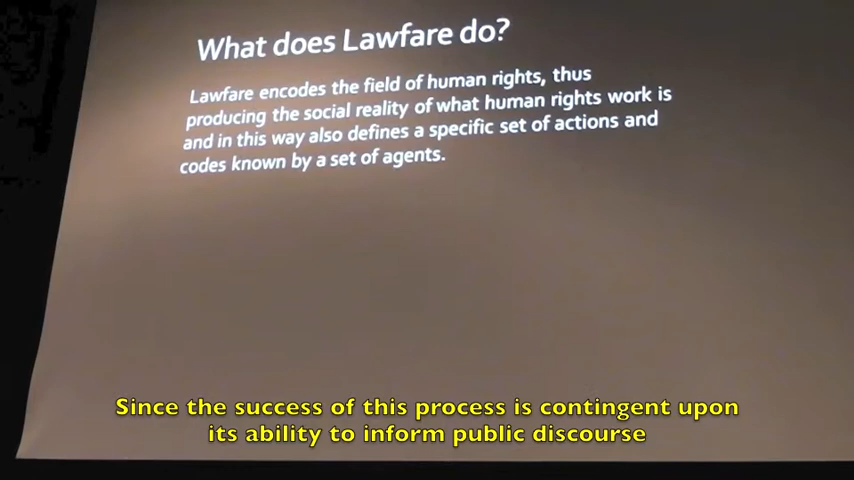 What does Lawfare do?
Lawfare encodes the field of human rights, thus
producing the social reality of what human rights work is
and in this way also defines a specific set of actions and
codes known by a set of agents.
Since the success of this process is contingent upon
its ability to inform public discourse